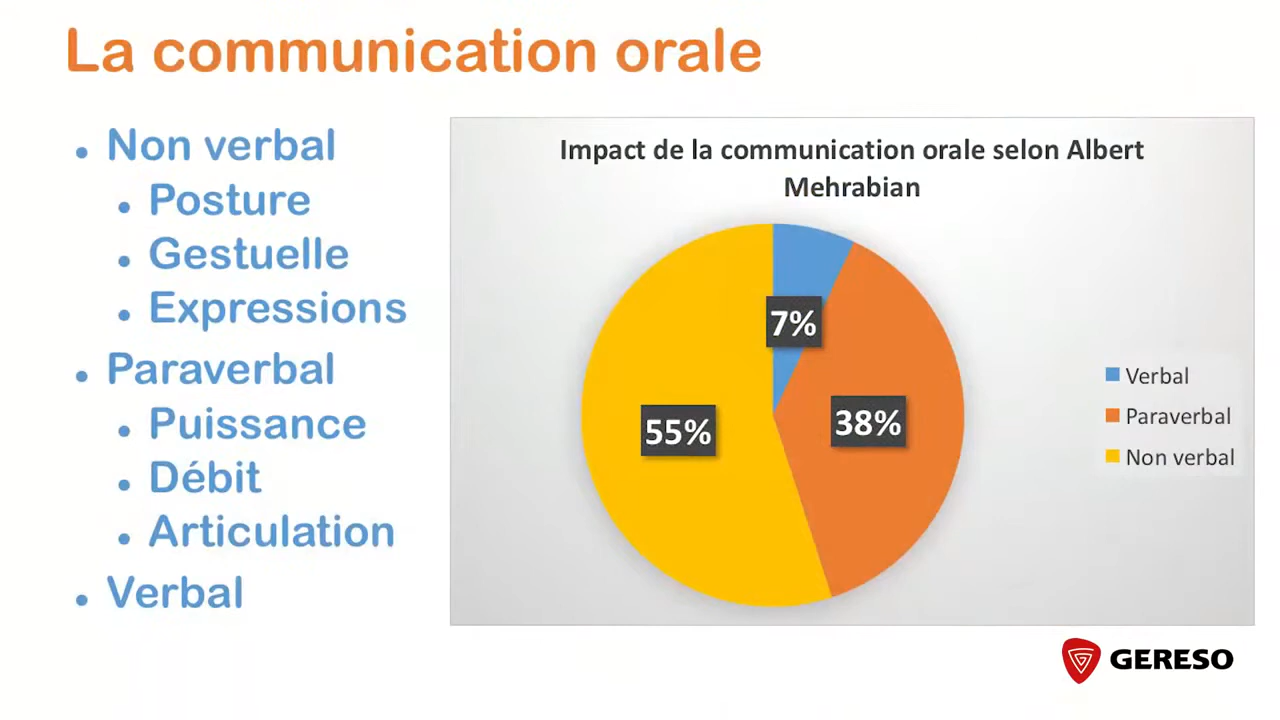 La communication orale
• Non verbal
• Posture
• Gestuelle
• Expressions
• Paraverbal
• Puissance
• Débit
• Articulation
• Verbal
Impact de la communication orale selon Albert
Mehrabian
7%
38%
55%
Verbal
Paraverbal
Non verbal
GERESO